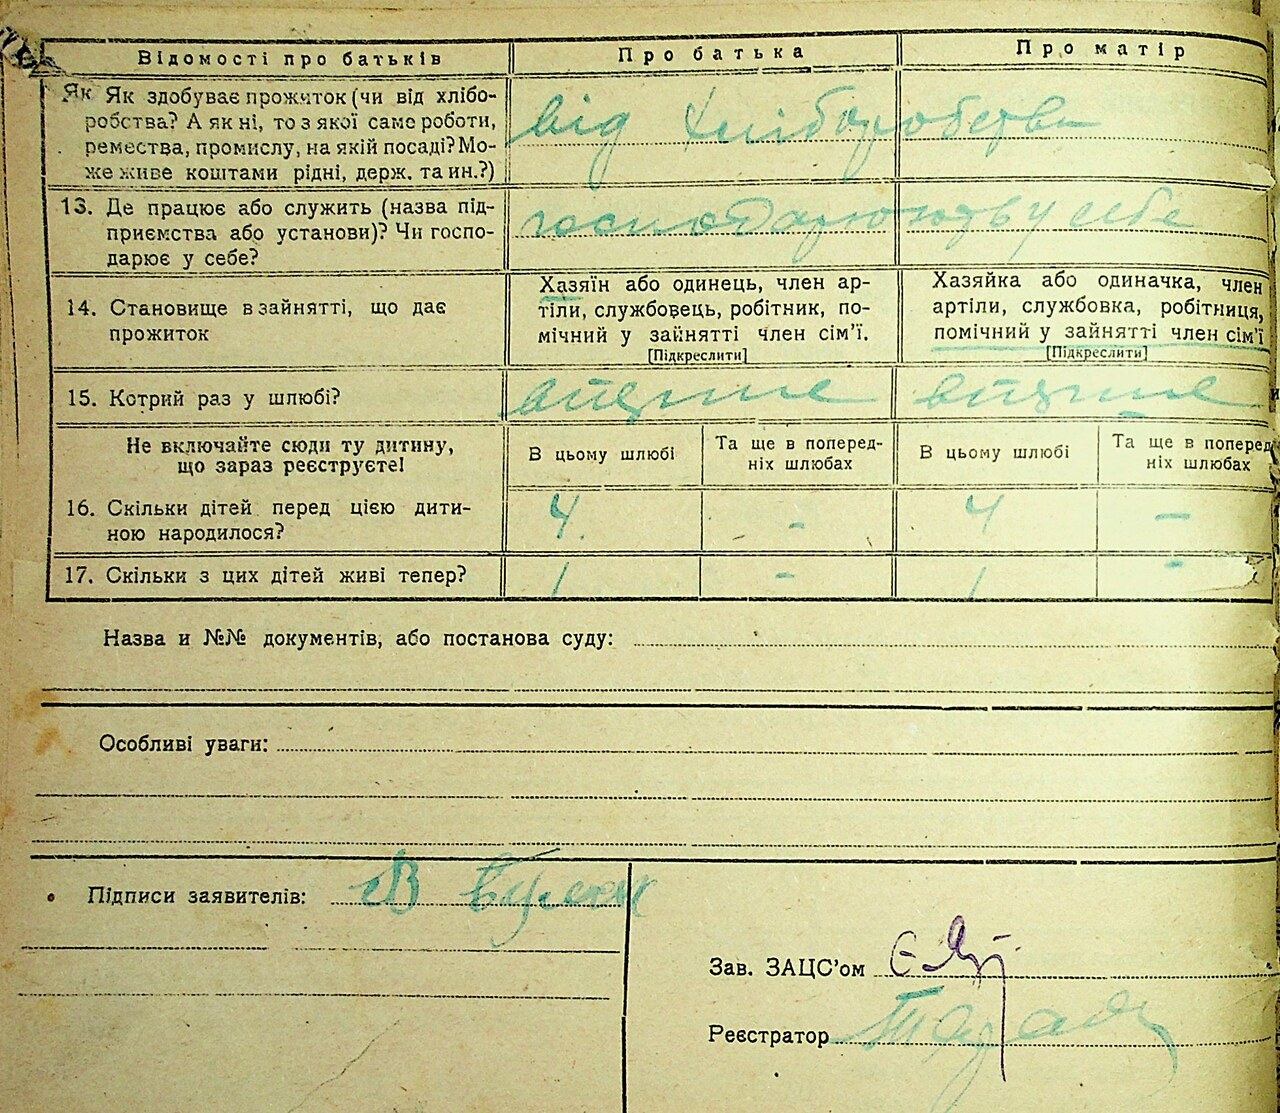 Відомості про батьків Про батька Про матір
Як Як здобуває прожиток (чи від хлібо-
робства? А як ні, то з якої саме роботи,
ремества, промислу, на якій посаді? Мо-
же живе коштами рідні, держ. та ин.?)
від хліборобства
13. Де працює або служить (назва під-
приємства або установи)? Чи госпо-
дарює у себе?
господарюють у себе
14. Становище в зайнятті, що дає
прожиток
Хазяїн або одинець, член ар-
тіли, службовець, робітник, по-
мічний у зайнятті член сім’ї.
[Підкреслити]
Хазяйка або одиначка, член
артіли, службовка, робітниця,
помічний у зайнятті член сім’ї
[Підкреслити]
15. Котрий раз у шлюбі? вперше вперше
Не включайте сюди ту дитину,
що зараз реєструєте!
В цьому шлюбі
Та ще в поперед-
ніх шлюбах
В цьому шлюбі
Та ще в поперед
ніх шлюбах
16. Скільки дітей перед цією дити-
ною народилося?
4. - 4 -
17. Скільки з цих дітей живі тепер? 1 - 1 -
Назва и №№ документів, або постанова суду:
Особливі уваги:
Підписи заявителів:
Зав. ЗАЦС’ом
Реєстратор